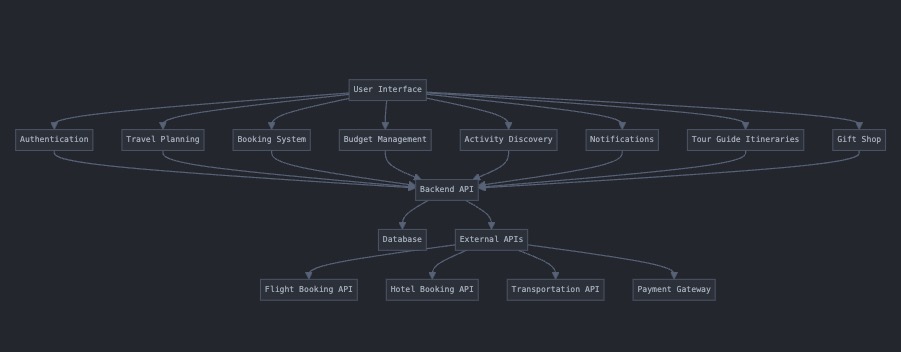 User Interface
Authentication
Travel Planning
Booking System
Budget Management
Activity Discovery
Notifications
Tour Guide Itineraries
Gift Shop
Backend API
Database
External APIs
Flight Booking API
Hotel Booking API
Transportation API
Payment Gateway